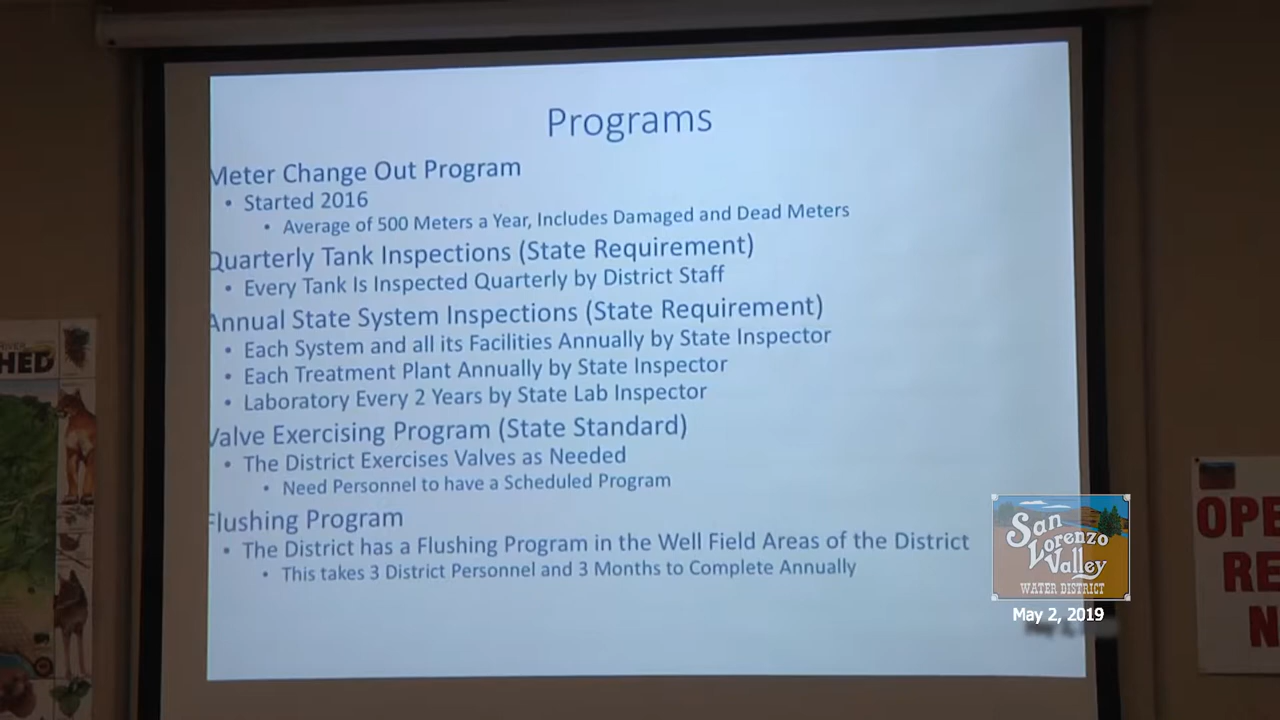 Programs
Meter Change Out Program
• Started 2016
• Average of 500 Meters a Year, Includes Damaged and Dead Meters
Quarterly Tank Inspections (State Requirement)
• Every Tank Is Inspected Quarterly by District Staff
Annual State System Inspections (State Requirement)
• Each System and all its Facilities Annually by State Inspector
• Each Treatment Plant Annually by State Inspector
• Laboratory Every 2 Years by State Lab Inspector
Valve Exercising Program (State Standard)
• The District Exercises Valves as Needed
• Need Personnel to have a Scheduled Program
Flushing Program
• The District has a Flushing Program in the Well Field Areas of the District
• This takes 3 District Personnel and 3 Months to Complete Annually
San
Lorenzo
Valley
WATER DISTRICT
May 2, 2019
HED
OPE
RE
N